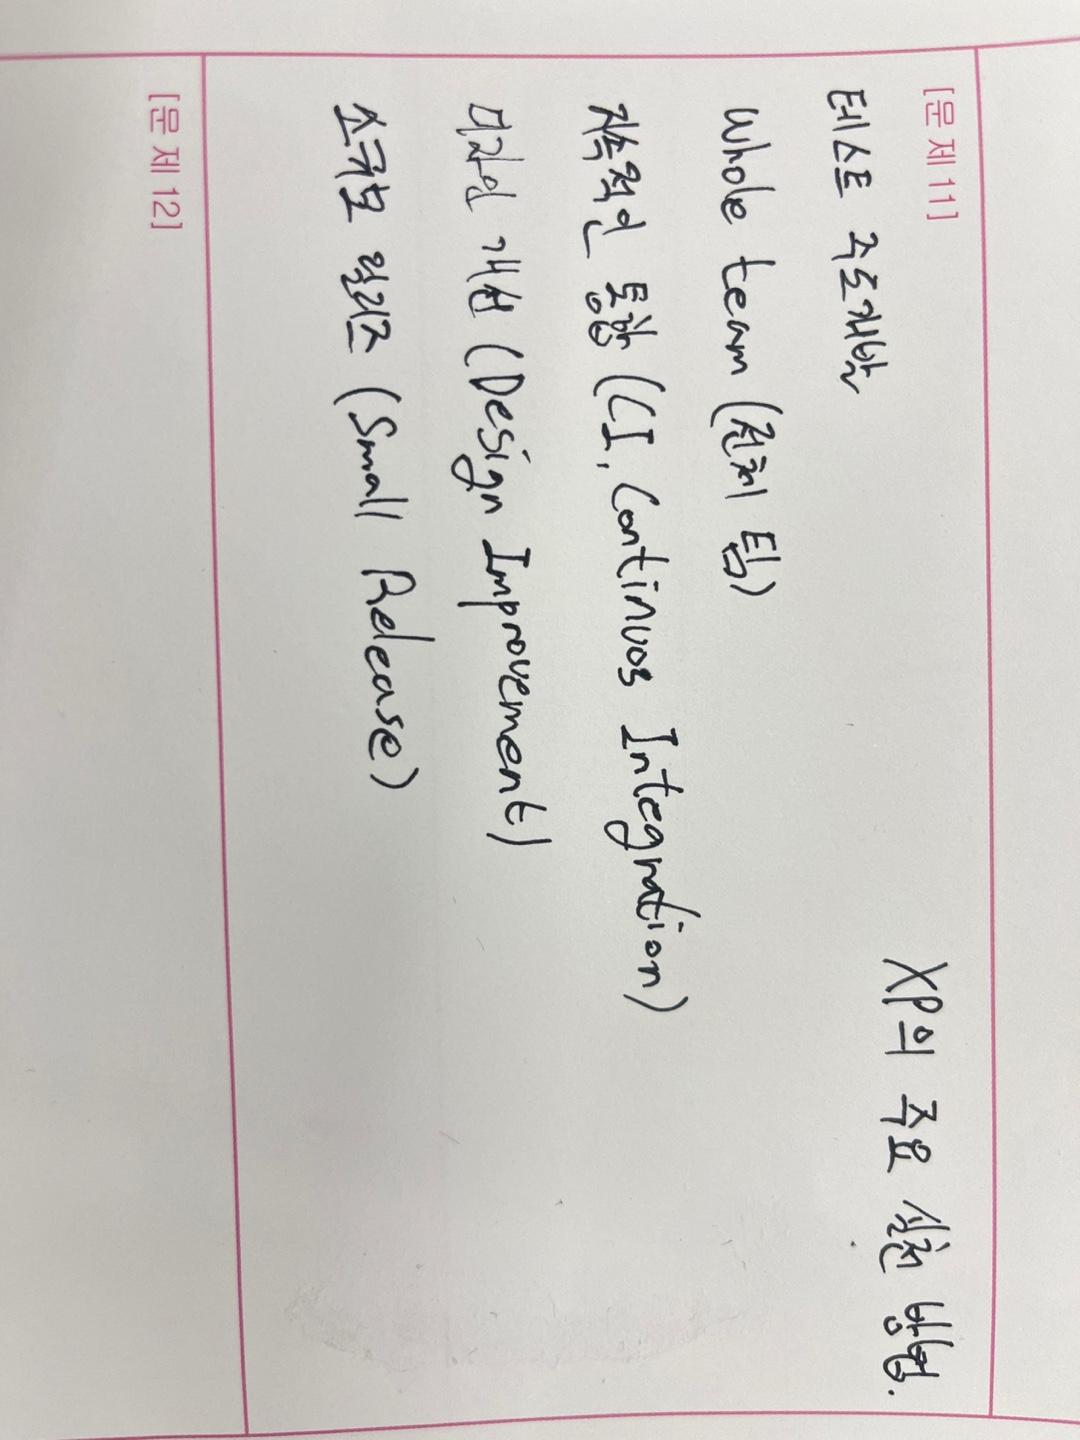 [문제 11]
XP의 주요 실천 방법.
테스트 주도개발
Whole team (전체 팀)
지속적인 통합 (CI, Continuos Integration)
디자인 개선 (Design Improvement)
소규모 릴리즈 (Small Release)
[문제 12]